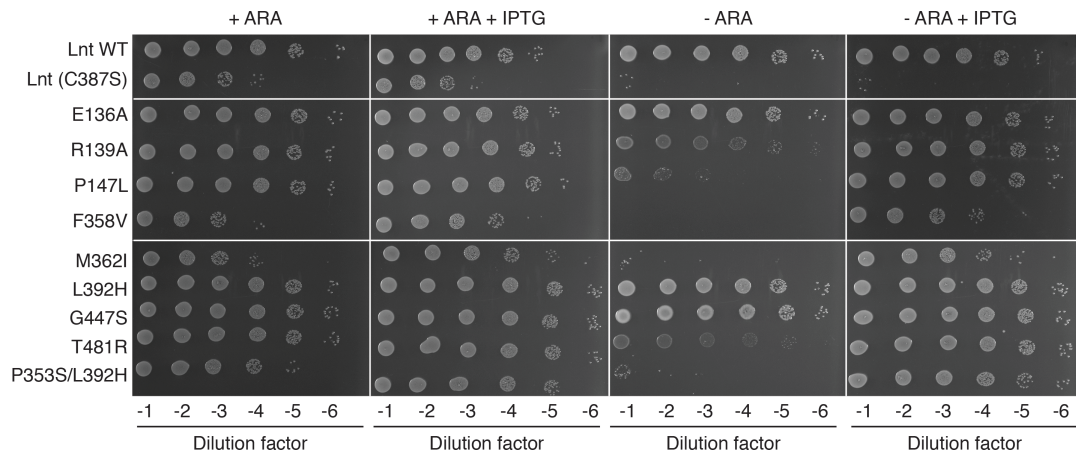 + ARA + ARA + IPTG - ARA - ARA + IPTG
Lnt WT
Lnt (C387S)
E136A
R139A
P147L
F358V
M362I
L392H
G447S
T481R
P353S/L392H
-1 -2 -3 -4 -5 -6 -1 -2 -3 -4 -5 -6 -1 -2 -3 -4 -5 -6 -1 -2 -3 -4 -5 -6
Dilution factor Dilution factor Dilution factor Dilution factor